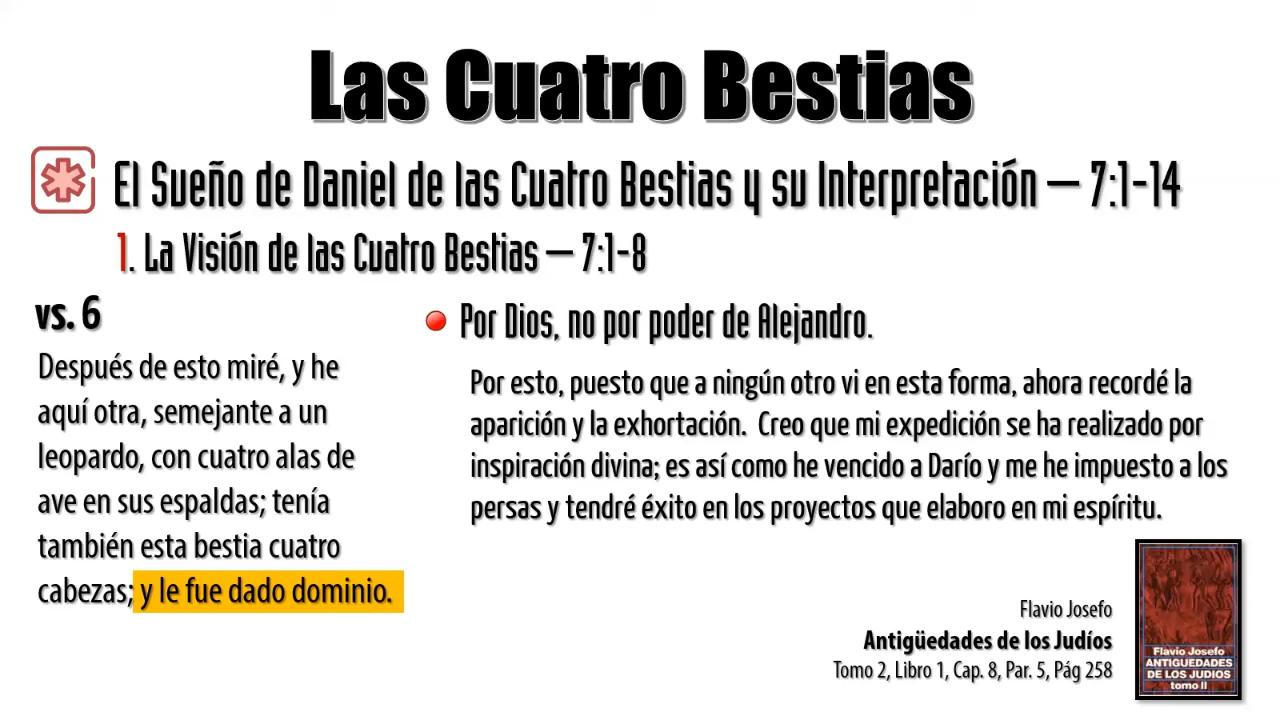 Las Cuatro Bestias
El Sueño de Daniel de las Cuatro Bestias y su Interpretación – 7:1-14
1. La Visión de las Cuatro Bestias – 7:1-8
vs. 6
Después de esto miré, y he
aquí otra, semejante a un
leopardo, con cuatro alas de
ave en sus espaldas; tenía
también esta bestia cuatro
cabezas; y le fue dado dominio.
Por Dios, no por poder de Alejandro.
Por esto, puesto que a ningún otro vi en esta forma, ahora recordé la
aparición y la exhortación. Creo que mi expedición se ha realizado por
inspiración divina; es así como he vencido a Darío y me he impuesto a los
persas y tendré éxito en los proyectos que elaboro en mi espíritu.
Flavio Josefo
Antigüedades de los Judíos
Tomo 2, Libro 1, Cap. 8, Par. 5, Pág 258
Flavio Josefo
ANTIGUEDADES
DE LOS JUDIOS
tomo II